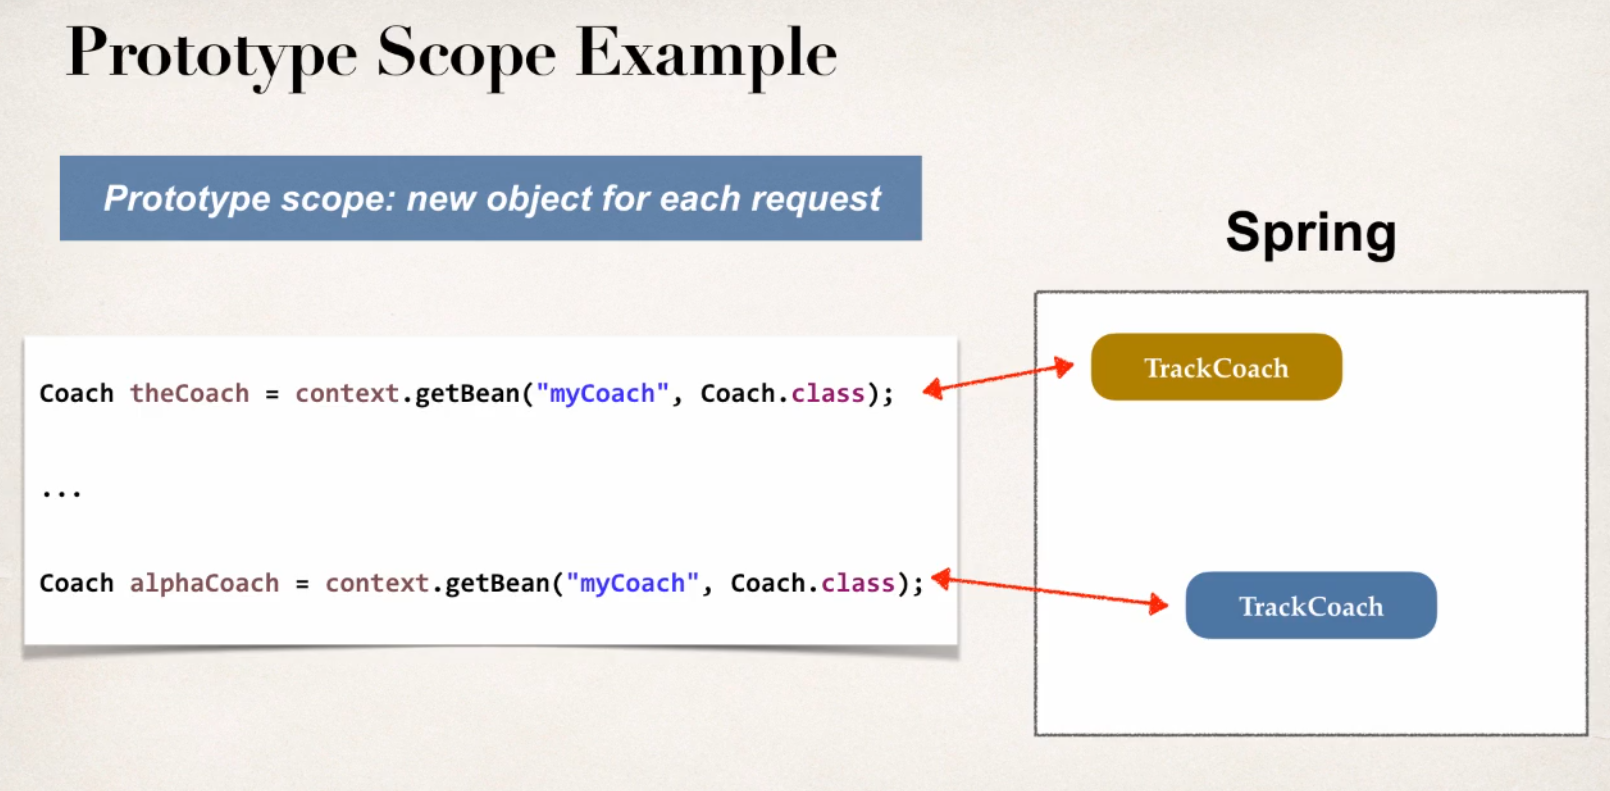 Prototype Scope Example
Prototype scope: new object for each request
Coach theCoach = context.getBean("myCoach", Coach.class);
...
Coach alphaCoach = context.getBean("myCoach", Coach.class);
Spring
TrackCoach
TrackCoach